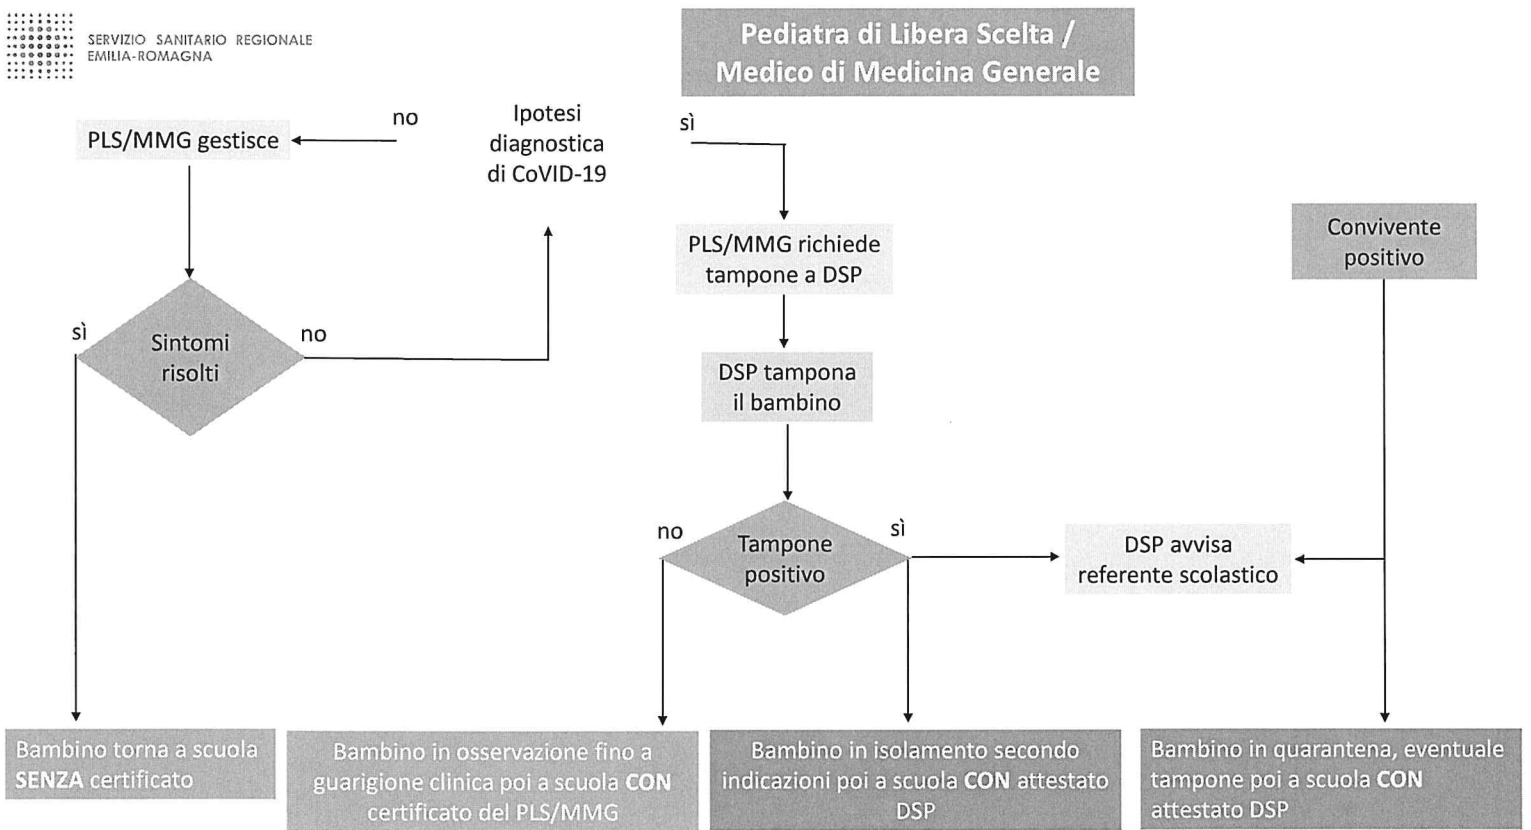 SERVIZIO SANITARIO REGIONALE
EMILIA-ROMAGNA
Pediatra di Libera Scelta /
Medico di Medicina Generale
PLS/MMG gestisce
no
Ipotesi
diagnostica
di CoVID-19
sì
PLS/MMG richiede
tampone a DSP
Convivente
positivo
sì
Sintomi
risolti
no
DSP tampona
il bambino
no
Tampone
positivo
sì
DSP avvisa
referente scolastico
Bambino torna a scuola
SENZA certificato
Bambino in osservazione fino a
guarigione clinica poi a scuola CON
certificato del PLS/MMG
Bambino in isolamento secondo
indicazioni poi a scuola CON attestato
DSP
Bambino in quarantena, eventuale
tampone poi a scuola CON
attestato DSP